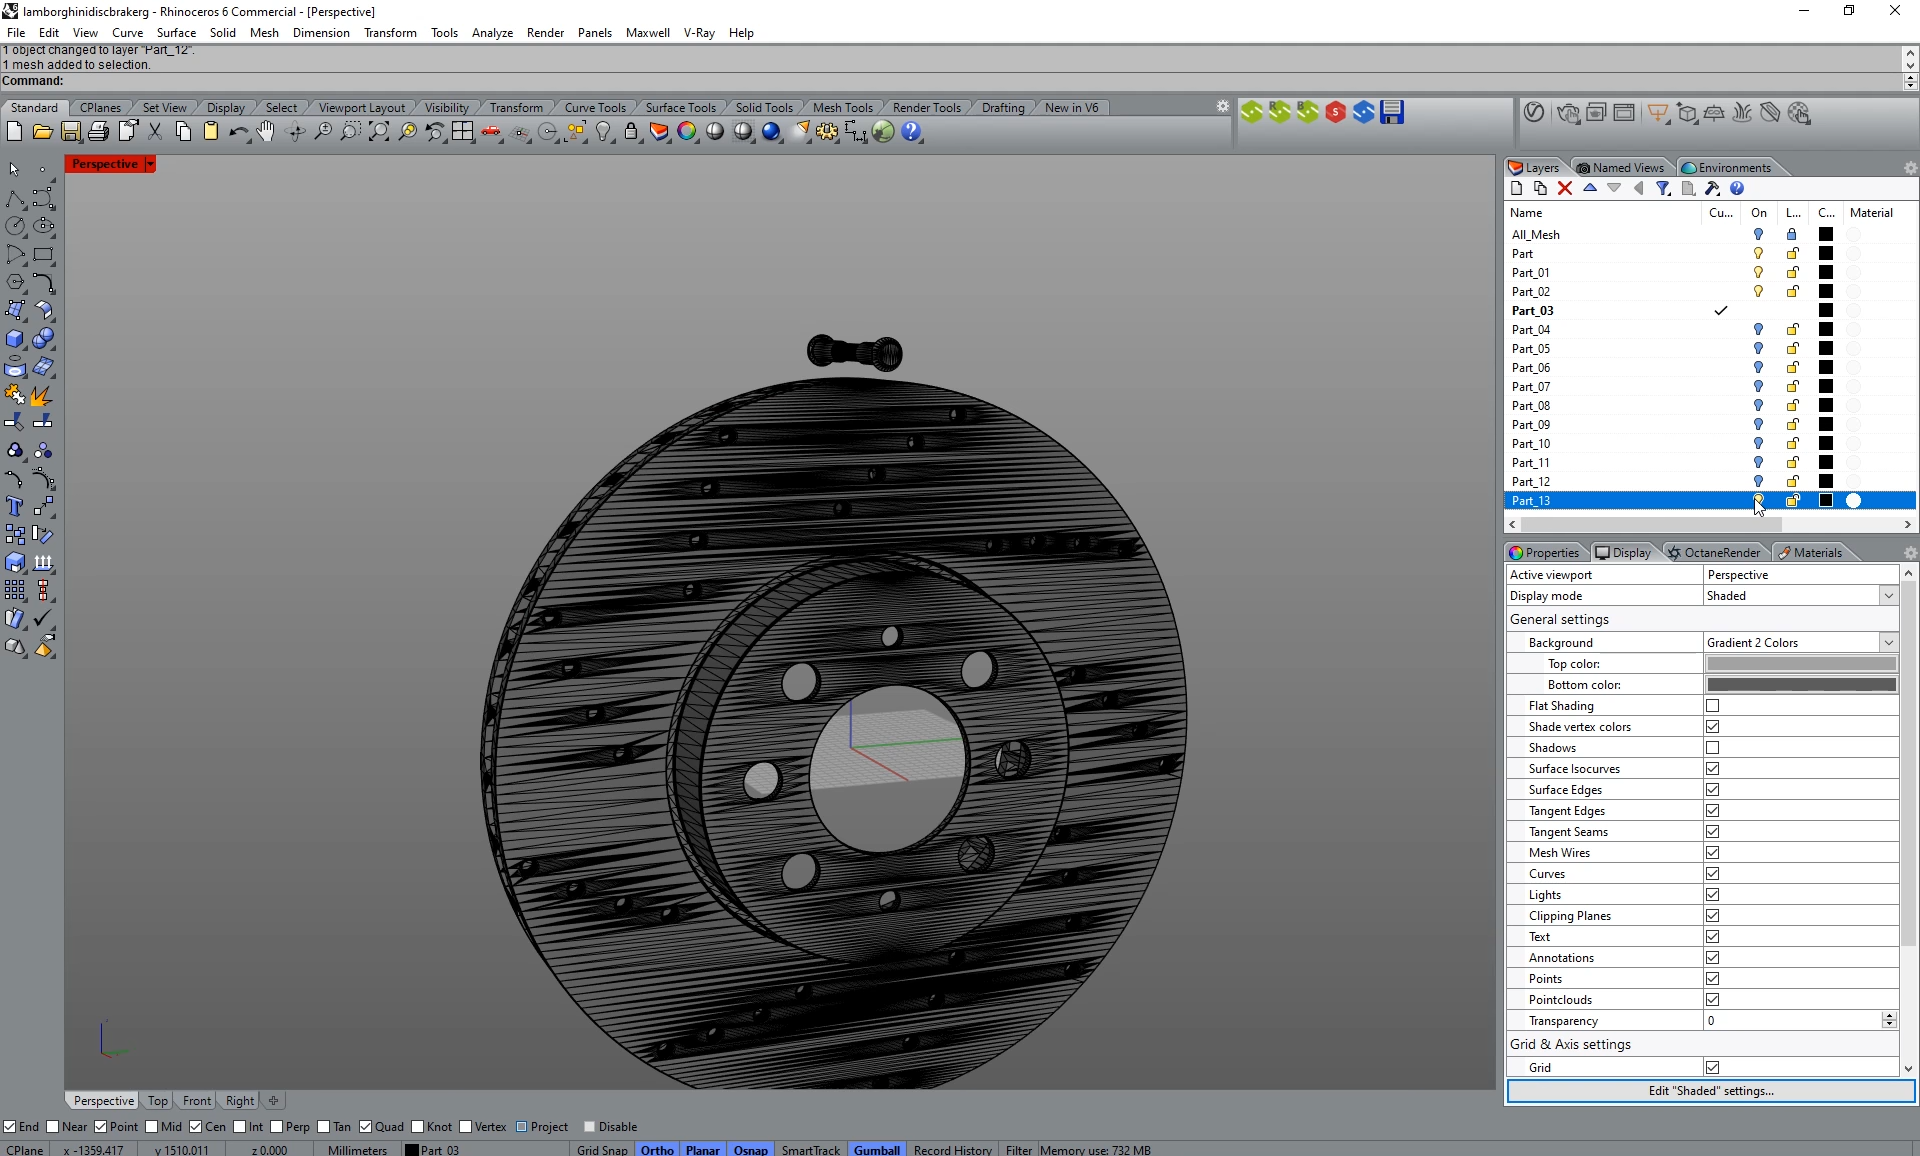 lamborghinidiscbrakerg - Rhinoceros 6 Commercial - [Perspective]
File Edit View Curve Surface Solid Mesh Dimension Transform Tools Analyze Render Panels Maxwell V-Ray Help
1 object changed to layer "Part_12".
1 mesh added to selection.
Command:
Standard CPlanes Set View Display Select Viewport Layout Visibility Transform Curve Tools Surface Tools Solid Tools Mesh Tools Render Tools Drafting New in V6
Perspective
Layers Named Views Environments
Name Cu... On L... C... Material
All_Mesh
Part
Part_01
Part_02
Part_03
Part_04
Part_05
Part_06
Part_07
Part_08
Part_09
Part_10
Part_11
Part_12
Part_13
Properties Display OctaneRender Materials
Active viewport Perspective
Display mode Shaded
General settings
Background Gradient 2 Colors
Top color:
Bottom color:
Flat Shading
Shade vertex colors
Shadows
Surface Isocurves
Surface Edges
Tangent Edges
Tangent Seams
Mesh Wires
Curves
Lights
Clipping Planes
Text
Annotations
Points
Pointclouds
Transparency 0
Grid & Axis settings
Grid
Edit "Shaded" settings...
Perspective Top Front Right
End Near Point Mid Cen Int Perp Tan Quad Knot Vertex Project Disable
CPlane x -1359.417 y 1510.011 z 0.000 Millimeters Part_03 Grid Snap Ortho Planar Osnap SmartTrack Gumball Record History Filter Memory use: 732 MB